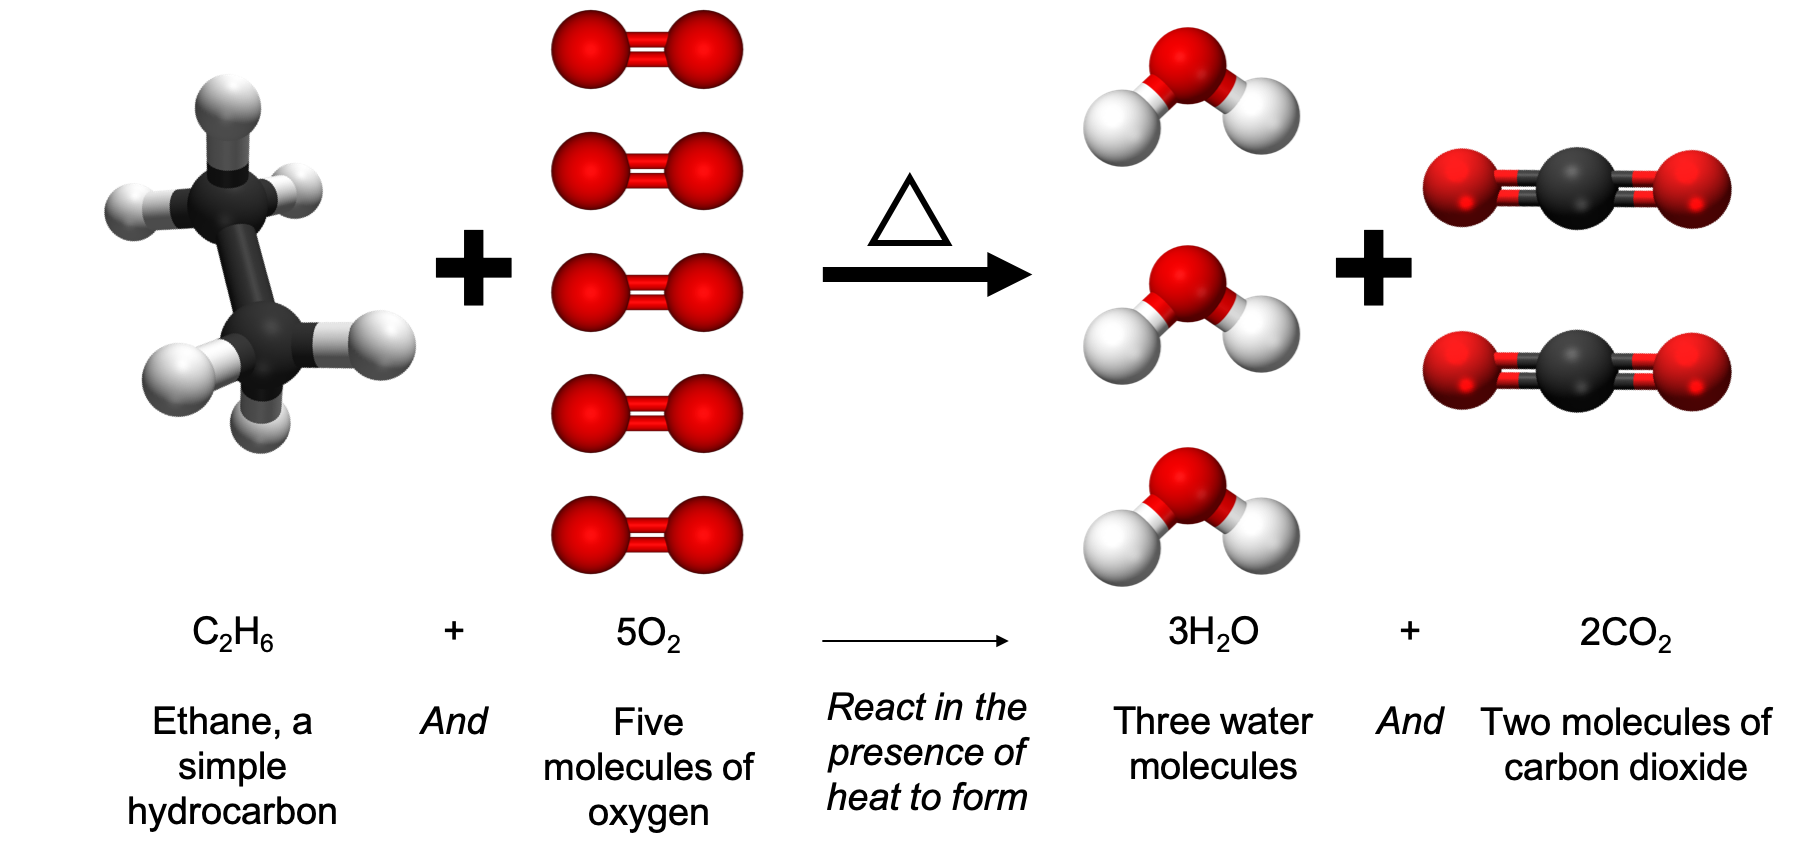 C₂H₆ + 5O₂ ⟶ 3H₂O + 2CO₂
Ethane, a
simple
hydrocarbon
And
Five
molecules of
oxygen
React in the
presence of
heat to form
Three water
molecules
And
Two molecules of
carbon dioxide